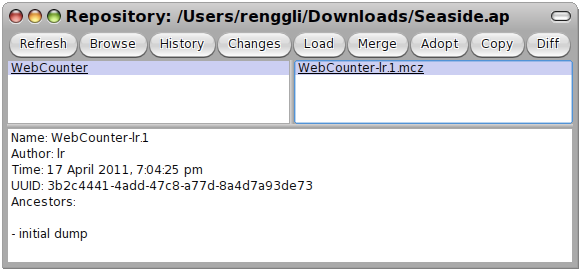 Repository: /Users/renggli/Downloads/Seaside.ap
Refresh Browse History Changes Load Merge Adopt Copy Diff
WebCounter WebCounter-lr.1.mcz
Name: WebCounter-lr.1
Author: lr
Time: 17 April 2011, 7:04:25 pm
UUID: 3b2c4441-4add-47c8-a77d-8a4d7a93de73
Ancestors:
- initial dump